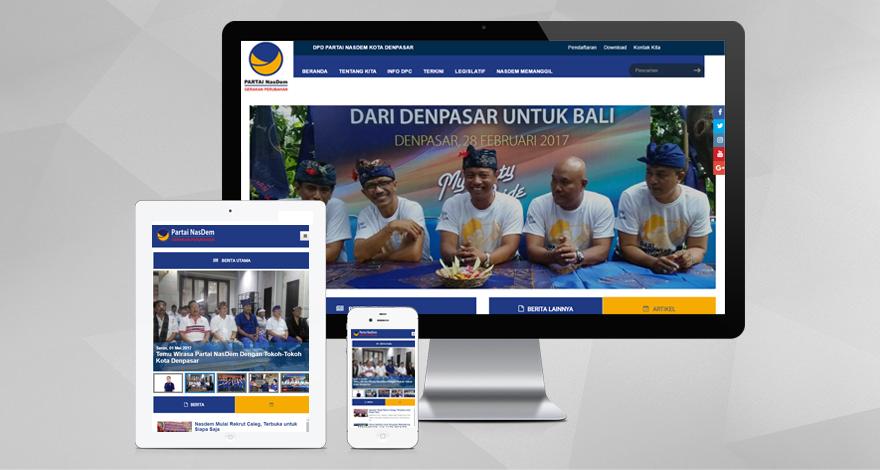 DPD PARTAI NASDEM KOTA DENPASAR
Pendaftaran Download Kontak Kita
PARTAI NasDem
GERAKAN PERUBAHAN
BERANDA TENTANG KITA INFO DPC TERKINI LEGISLATIF NASDEM MEMANGGIL
Pencarian
DARI DENPASAR UNTUK BALI
DENPASAR, 28 FEBRUARI 2017
BERITA LAINNYA
ARTIKEL
Partai NasDem
GERAKAN PERUBAHAN
BERITA UTAMA
Senin, 01 Mei 2017
Temu Wirasa Partai NasDem Dengan Tokoh-Tokoh
Kota Denpasar
BERITA
Nasdem Mulai Rekrut Caleg, Terbuka untuk
Siapa Saja
Partai NasDem